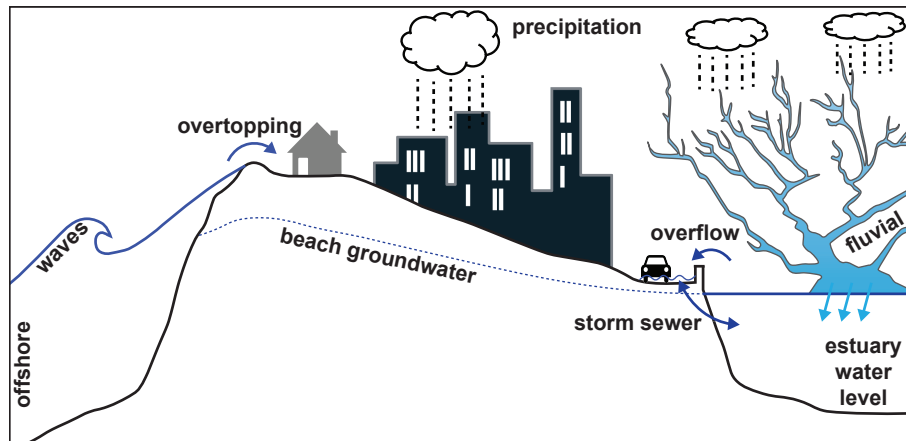 precipitation
overtopping
waves
beach groundwater
overflow
fluvial
storm sewer
offshore
estuary
water
level